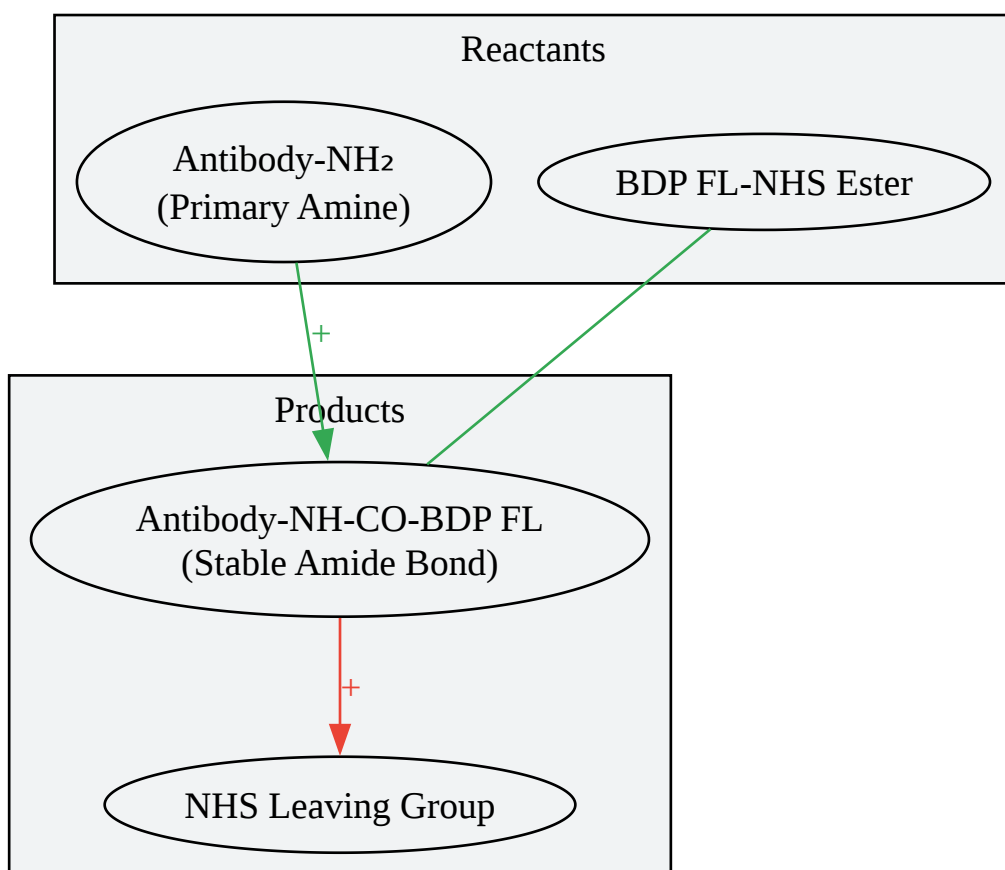 Reactants
Antibody-NH₂
(Primary Amine)
BDP FL-NHS Ester
+
Products
Antibody-NH-CO-BDP FL
(Stable Amide Bond)
+
NHS Leaving Group